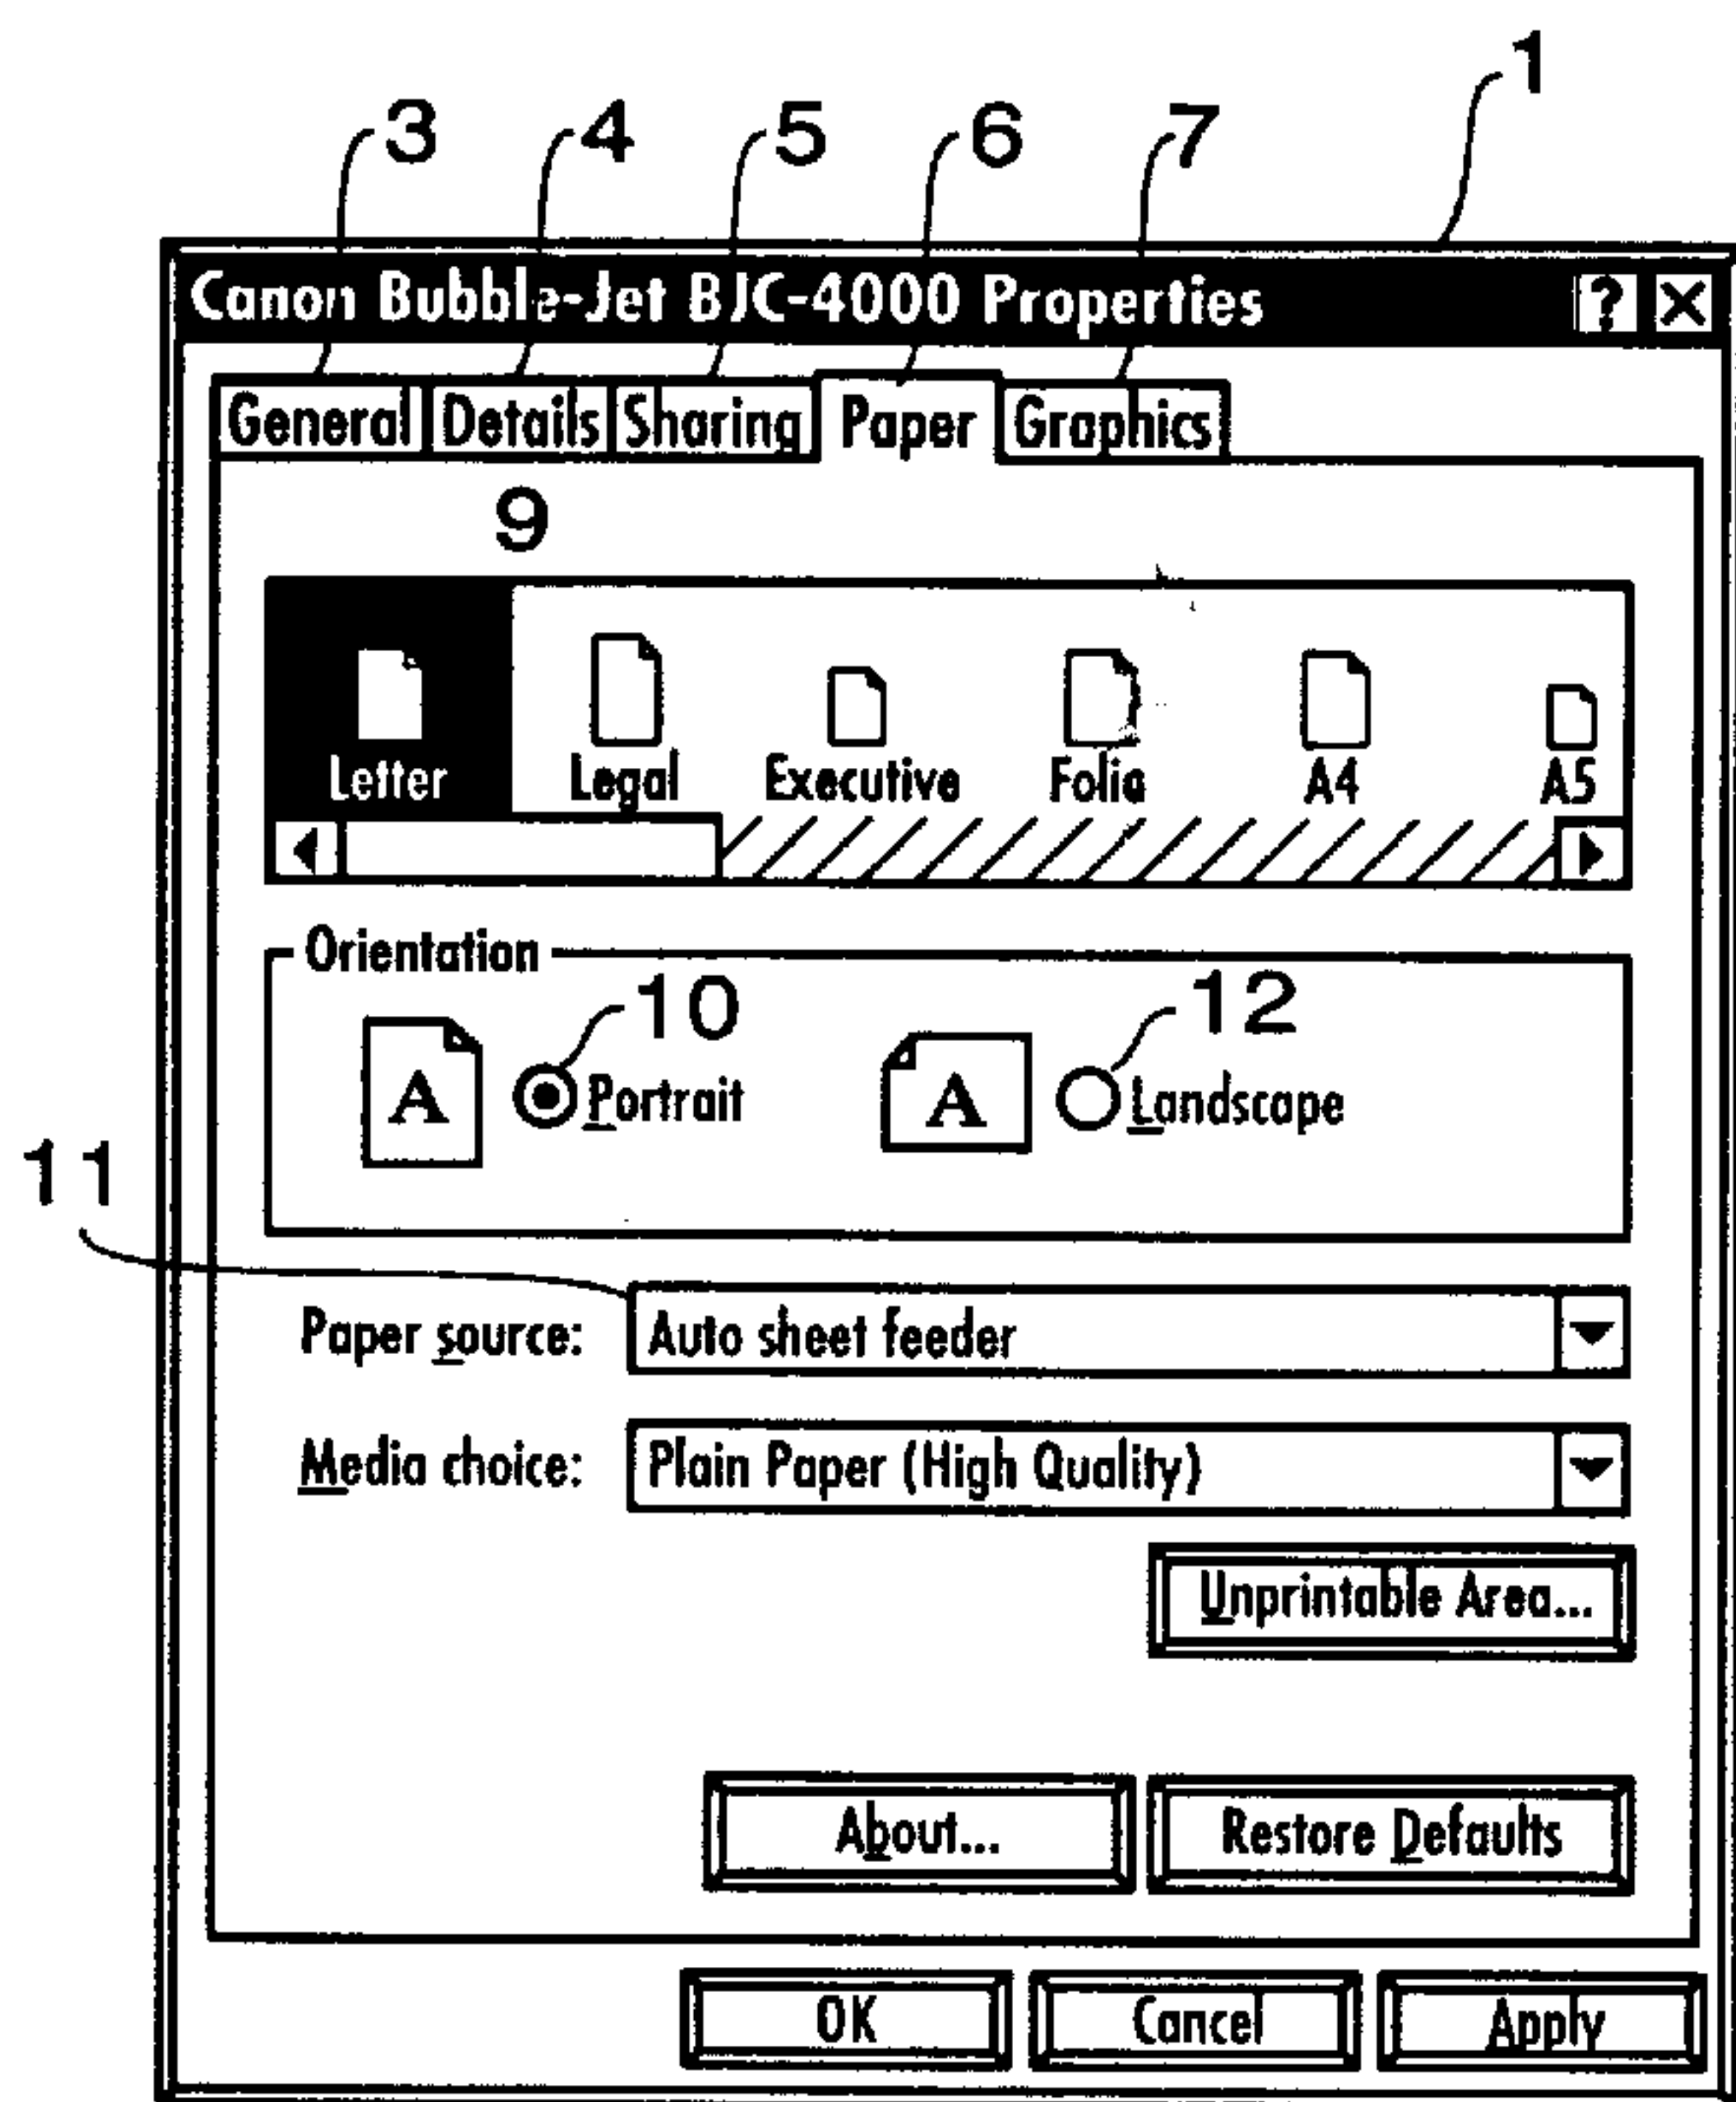 1
3 4 5 6 7
Canon Bubble-Jet BJC-4000 Properties ? X
General Details Sharing Paper Graphics
9
Letter Legal Executive Folia A4 A5
Orientation
10 12
A Portrait A Landscape
11
Paper source: Auto sheet feeder
Media choice: Plain Paper (High Quality)
Unprintable Area...
About... Restore Defaults
OK Cancel Apply